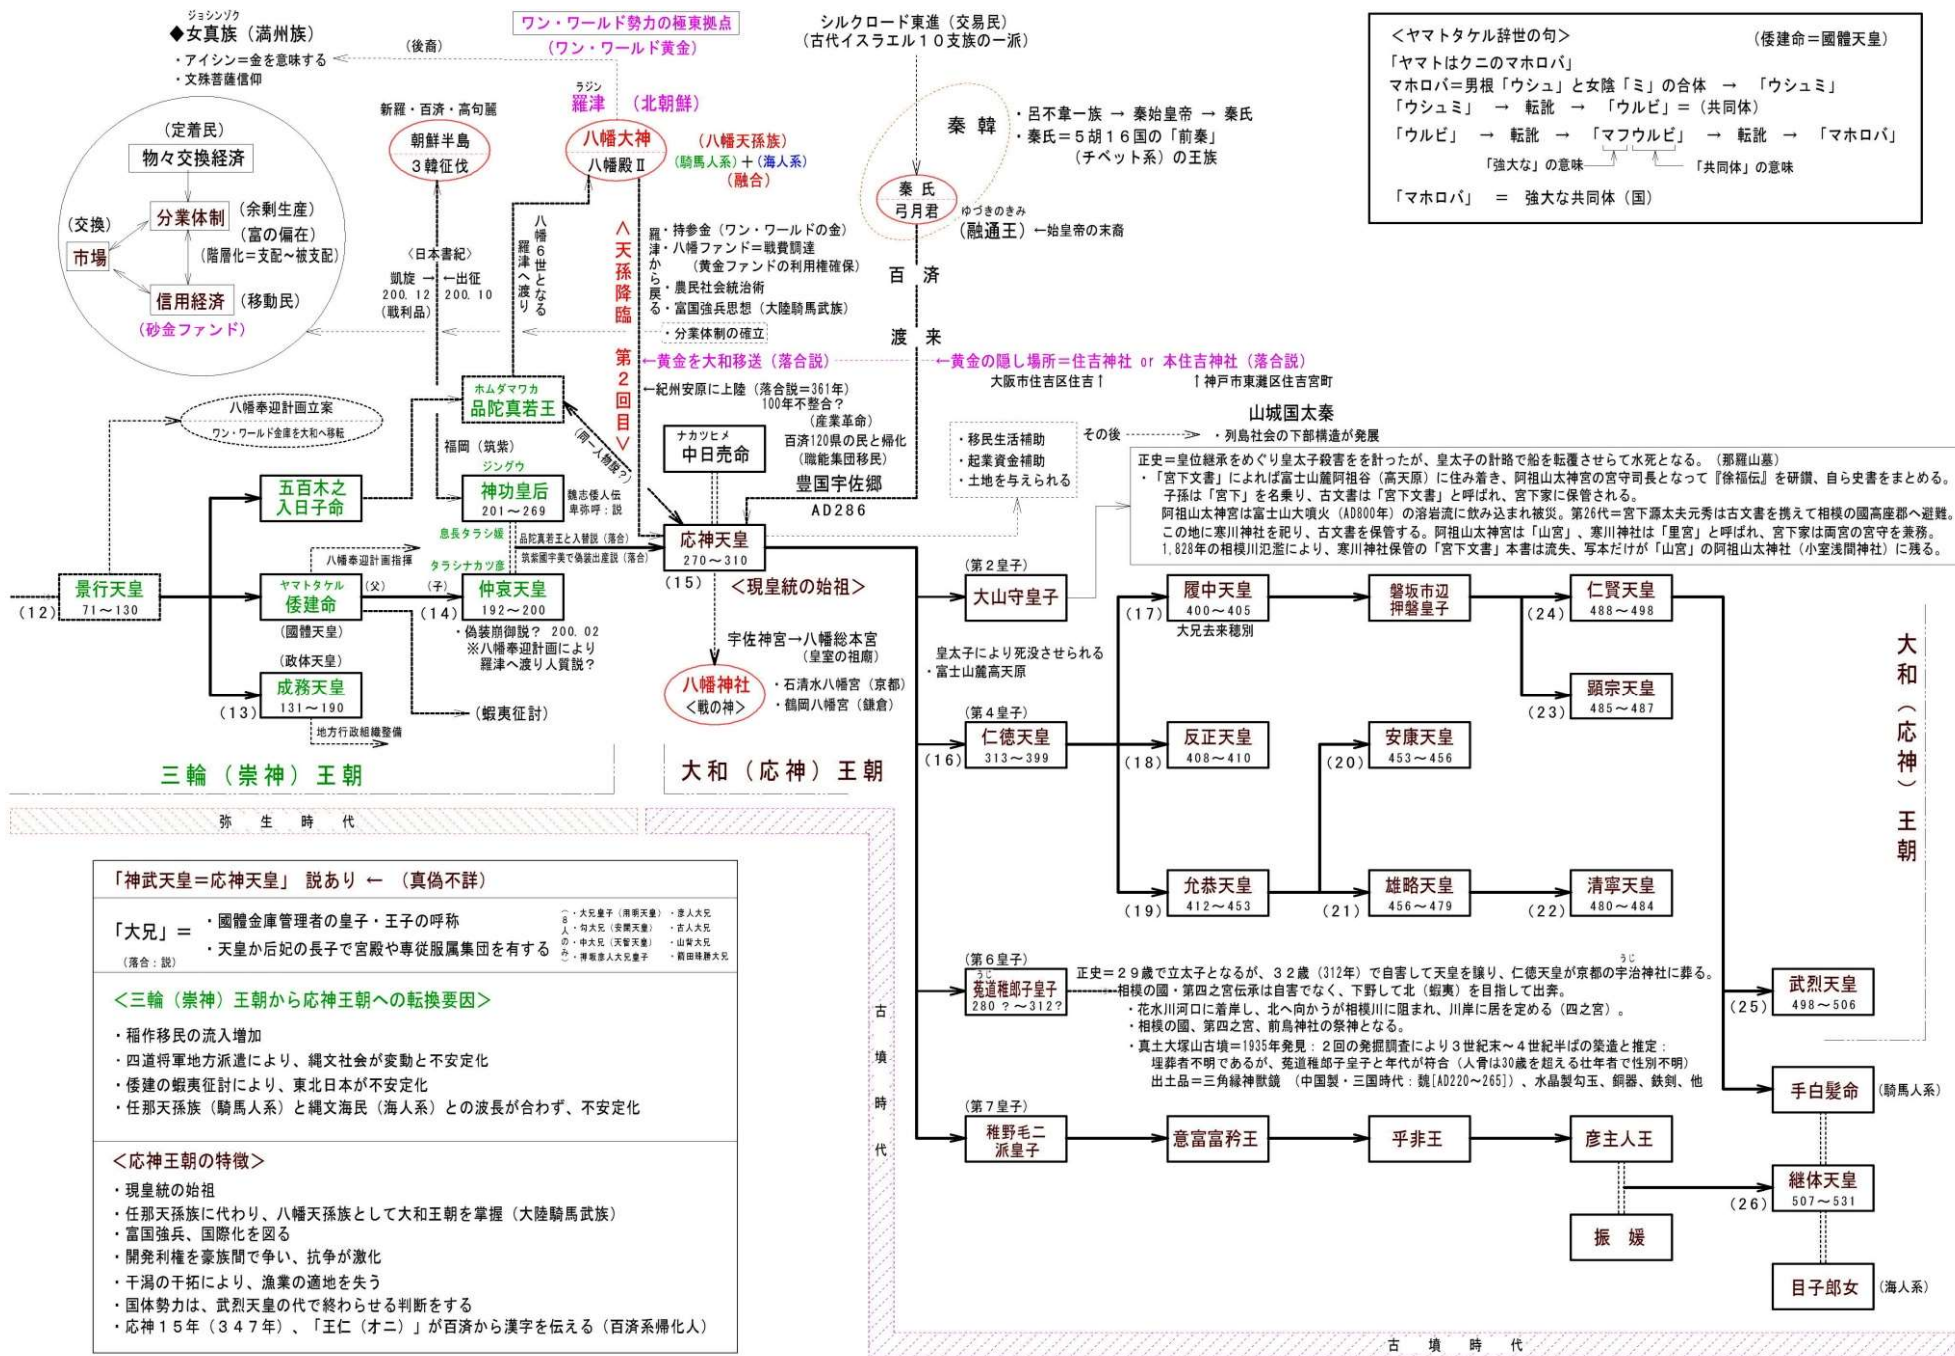 ジョシンゾク
◆女真族（満州族）
・アイシン＝金を意味する
・文殊菩薩信仰
（後裔）
（定着民）
物々交換経済
分業体制
（余剰生産）
（富の偏在）
（階層化＝支配～被支配）
（交換）
市場
信用経済
（移動民）
（砂金ファンド）
ワン・ワールド勢力の極東拠点
（ワン・ワールド黄金）
ラジン
羅津　（北朝鮮）
新羅・百済・高句麗
朝鮮半島
３韓征伐
八幡大神
八幡殿Ⅱ
（八幡天孫族）
（騎馬人系）＋（海人系）
（融合）
〈日本書紀〉
凱旋 → ←出征
200.12　200.10
（戦利品）
八幡６世となる
羅津へ渡り
＜天孫降臨　第２回目＞
羅津から戻る
・持参金（ワン・ワールドの金）
・八幡ファンド＝戦費調達
（黄金ファンドの利用権確保）
・農民社会統治術
・富国強兵思想（大陸騎馬武族）
・分業体制の確立
←黄金を大和移送（落合説）
←黄金の隠し場所＝住吉神社 or 本住吉神社（落合説）
大阪市住吉区住吉↑
↑神戸市東灘区住吉宮町
←紀州安原に上陸（落合説＝361年）
100年不整合？
シルクロード東進（交易民）
（古代イスラエル１０支族の一派）
秦 韓
・呂不韋一族 → 秦始皇帝 → 秦氏
・秦氏＝５胡１６国の「前秦」
（チベット系）の王族
秦 氏
弓月君
ゆづきのきみ
（融通王）←始皇帝の末裔
百 済
渡 来
（産業革命）
百済120県の民と帰化
（職能集団移民）
豊国宇佐郷
AD286
＜ヤマトタケル辞世の句＞
（倭建命＝國體天皇）
「ヤマトはクニのマホロバ」
マホロバ＝男根「ウシュ」と女陰「ミ」の合体 → 「ウシュミ」
「ウシュミ」 → 転訛 → 「ウルビ」＝（共同体）
「ウルビ」 → 転訛 → 「マフウルビ」 → 転訛 → 「マホロバ」
「強大な」の意味
「共同体」の意味
「マホロバ」 ＝ 強大な共同体（国）
八幡奉迎計画立案
ワン・ワールド金庫を大和へ移転
ホムダマワカ
品陀真若王
（同一人物説？）
ナカツヒメ
中日売命
福岡（筑紫）
ジングウ
神功皇后
201～269
魏志倭人伝
卑弥呼：説
息長タラシ媛
品陀真若王と入替説（落合）
筑紫國宇美で偽装出産説（落合）
五百木之
入日子命
景行天皇
71～130
（12）
八幡奉迎計画指揮
ヤマトタケル
倭建命
（國體天皇）
（父）
（子）
タラシナカツ彦
仲哀天皇
192～200
（14）
・偽装崩御説？ 200.02
※八幡奉迎計画により
羅津へ渡り人質説？
（政体天皇）
成務天皇
131～190
（13）
地方行政組織整備
（蝦夷征討）
応神天皇
270～310
（15）
＜現皇統の始祖＞
宇佐神宮→八幡総本宮
（皇室の祖廟）
八幡神社
＜戦の神＞
・石清水八幡宮（京都）
・鶴岡八幡宮（鎌倉）
・移民生活補助
・起業資金補助
・土地を与えられる
その後
山城国太秦
・列島社会の下部構造が発展
正史＝皇位継承をめぐり皇太子殺害をを計ったが、皇太子の計略で船を転覆させらて水死となる。（那羅山墓）
・「宮下文書」によれば富士山麓阿祖谷（高天原）に住み着き、阿祖山太神宮の宮守司長となって『徐福伝』を研鑚、自ら史書をまとめる。
子孫は「宮下」を名乗り、古文書は「宮下文書」と呼ばれ、宮下家に保管される。
阿祖山太神宮は富士山大噴火（AD800年）の溶岩流に飲み込まれ被災。第26代＝宮下源太夫元秀は古文書を携えて相模の國高座郡へ避難。
この地に寒川神社を祀り、古文書を保管する。阿祖山太神宮は「山宮」、寒川神社は「里宮」と呼ばれ、宮下家は両宮の宮守を兼務。
1,828年の相模川氾濫により、寒川神社保管の「宮下文書」本書は流失、写本だけが「山宮」の阿祖山太神社（小室浅間神社）に残る。
（第２皇子）
大山守皇子
皇太子により死没させられる
・富士山麓高天原
（17）
履中天皇
400～405
大兄去来穂別
磐坂市辺
押磐皇子
（24）
仁賢天皇
488～498
（23）
顕宗天皇
485～487
（第４皇子）
（16）
仁徳天皇
313～399
（18）
反正天皇
408～410
（20）
安康天皇
453～456
（19）
允恭天皇
412～453
（21）
雄略天皇
456～479
（22）
清寧天皇
480～484
大和（応神）王朝
三輪（崇神）王朝
大和（応神）王朝
弥 生 時 代
（第６皇子）
うじ
菟道稚郎子皇子
280？～312？
うじ
正史＝２９歳で立太子となるが、３２歳（312年）で自害して天皇を譲り、仁徳天皇が京都の宇治神社に葬る。
相模の國・第四之宮伝承は自害でなく、下野して北（蝦夷）を目指して出奔。
・花水川河口に着岸し、北へ向かうが相模川に阻まれ、川岸に居を定める（四之宮）。
・相模の國、第四之宮、前鳥神社の祭神となる。
・真土大塚山古墳＝1935年発見：２回の発掘調査により３世紀末～４世紀半ばの築造と推定：
埋葬者不明であるが、菟道稚郎子皇子と年代が符合（人骨は30歳を超える壮年者で性別不明）
出土品＝三角縁神獣鏡 （中国製・三国時代：魏[AD220～265]）、水晶製勾玉、銅器、鉄剣、他
（25）
武烈天皇
498～506
手白髪命
（騎馬人系）
（第７皇子）
稚野毛二
派皇子
意富富矜王
乎非王
彦主人王
振 媛
（26）
継体天皇
507～531
目子郎女
（海人系）
古 墳 時 代
古 墳 時 代
「神武天皇＝応神天皇」 説あり ← （真偽不詳）
「大兄」＝
（落合：説）
・國體金庫管理者の皇子・王子の呼称
・天皇か后妃の長子で宮殿や専従服属集団を有する
（８人のみ）
・大兄皇子（用明天皇）
・勾大兄（安閑天皇）
・中大兄（天智天皇）
・押坂彦人大兄皇子
・彦人大兄
・古人大兄
・山背大兄
・箭田珠勝大兄
＜三輪（崇神）王朝から応神王朝への転換要因＞
・稲作移民の流入増加
・四道将軍地方派遣により、縄文社会が変動と不安定化
・倭建の蝦夷征討により、東北日本が不安定化
・任那天孫族（騎馬人系）と縄文海民（海人系）との波長が合わず、不安定化
＜応神王朝の特徴＞
・現皇統の始祖
・任那天孫族に代わり、八幡天孫族として大和王朝を掌握（大陸騎馬武族）
・富国強兵、国際化を図る
・開発利権を豪族間で争い、抗争が激化
・干潟の干拓により、漁業の適地を失う
・国体勢力は、武烈天皇の代で終わらせる判断をする
・応神１５年（３４７年）、「王仁（オニ）」が百済から漢字を伝える（百済系帰化人）